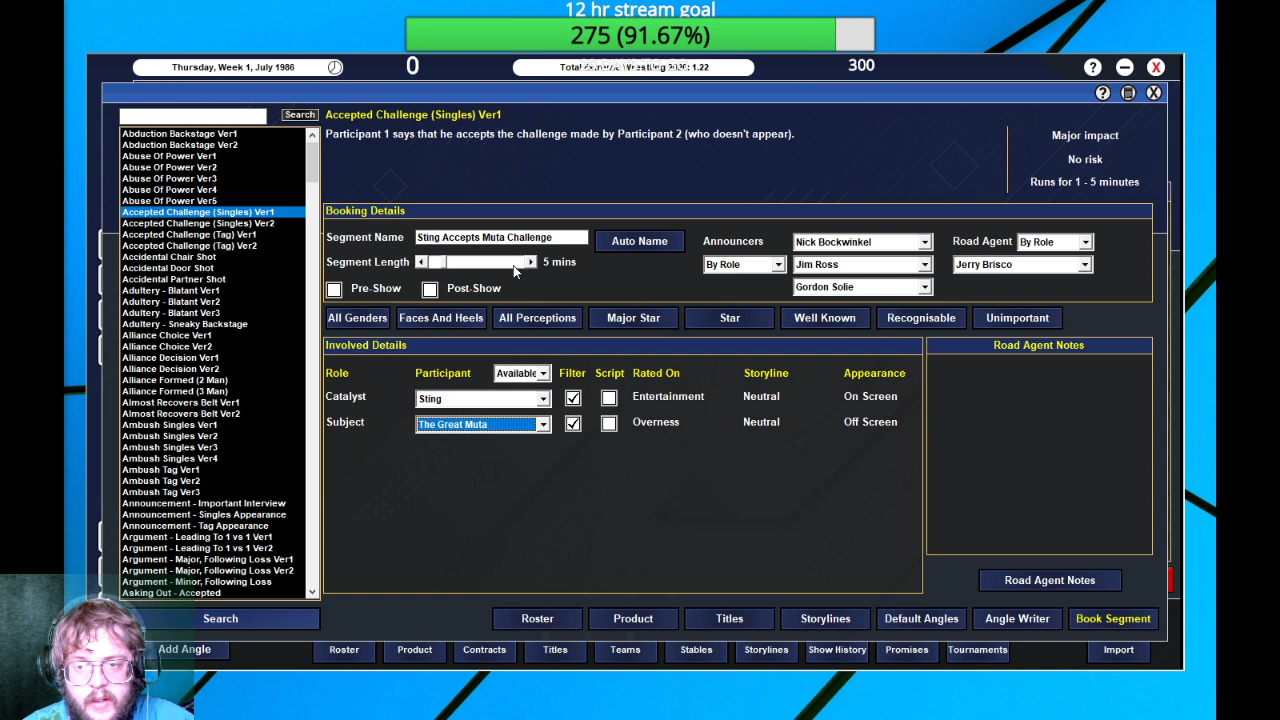 12 hr stream goal
275 (91.67%)
Thursday, Week 1, July 1986
0
Total Extreme Wrestling 2020: 1.22
300
? X
? X
Search
Accepted Challenge (Singles) Ver1
Participant 1 says that he accepts the challenge made by Participant 2 (who doesn't appear).
Major impact
No risk
Runs for 1 - 5 minutes
Abduction Backstage Ver1
Abduction Backstage Ver2
Abuse Of Power Ver1
Abuse Of Power Ver2
Abuse Of Power Ver3
Abuse Of Power Ver4
Abuse Of Power Ver5
Accepted Challenge (Singles) Ver1
Accepted Challenge (Singles) Ver2
Accepted Challenge (Tag) Ver1
Accepted Challenge (Tag) Ver2
Accidental Chair Shot
Accidental Door Shot
Accidental Partner Shot
Adultery - Blatant Ver1
Adultery - Blatant Ver2
Adultery - Blatant Ver3
Adultery - Sneaky Backstage
Alliance Choice Ver1
Alliance Choice Ver2
Alliance Decision Ver1
Alliance Decision Ver2
Alliance Formed (2 Man)
Alliance Formed (3 Man)
Almost Recovers Belt Ver1
Almost Recovers Belt Ver2
Ambush Singles Ver1
Ambush Singles Ver2
Ambush Singles Ver3
Ambush Singles Ver4
Ambush Tag Ver1
Ambush Tag Ver2
Ambush Tag Ver3
Announcement - Important Interview
Announcement - Singles Appearance
Announcement - Tag Appearance
Argument - Leading To 1 vs 1 Ver1
Argument - Leading To 1 vs 1 Ver2
Argument - Major, Following Loss Ver1
Argument - Major, Following Loss Ver2
Argument - Minor, Following Loss
Asking Out - Accepted
Search
Booking Details
Segment Name Sting Accepts Muta Challenge Auto Name Announcers Nick Bockwinkel Road Agent By Role
Segment Length 5 mins By Role Jim Ross Jerry Brisco
Pre-Show Post-Show Gordon Solie
All Genders Faces And Heels All Perceptions Major Star Star Well Known Recognisable Unimportant
Involved Details
Role Participant Available Filter Script Rated On Storyline Appearance
Catalyst Sting Entertainment Neutral On Screen
Subject The Great Muta Overness Neutral Off Screen
Road Agent Notes
Road Agent Notes
Roster Product Titles Storylines Default Angles Angle Writer Book Segment
Add Angle Roster Product Contracts Titles Teams Stables Storylines Show History Promises Tournaments Import